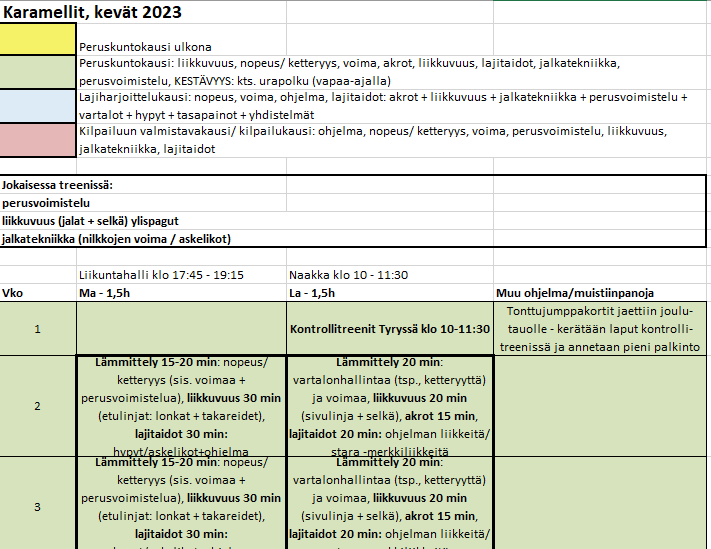 Karamellit, kevät 2023
Peruskuntokausi ulkona
Peruskuntokausi: liikkuvuus, nopeus/ ketteryys, voima, akrot, liikkuvuus, lajitaidot, jalkatekniikka,
perusvoimistelu, KESTÄVYYS: kts. urapolku (vapaa-ajalla)
Lajiharjoittelukausi: nopeus, voima, ohjelma, lajitaidot: akrot + liikkuvuus + jalkatekniikka + perusvoimistelu +
vartalot + hypyt + tasapainot + yhdistelmät
Kilpailuun valmistavakausi/ kilpailukausi: ohjelma, nopeus/ ketteryys, voima, perusvoimistelu, liikkuvuus,
jalkatekniikka, lajitaidot
Jokaisessa treenissä:
perusvoimistelu
liikkuvuus (jalat + selkä) ylispagut
jalkatekniikka (nilkkojen voima / askelikot)
Liikuntahalli klo 17:45 - 19:15 Naakka klo 10 - 11:30
Vko Ma - 1,5h La - 1,5h Muu ohjelma/muistiinpanoja
1
Kontrollitreenit Tyryssä klo 10-11:30
Tonttujumppakortit jaettiin joulu-
tauolle - kerätään laput kontrolli-
treenissä ja annetaan pieni palkinto
2
Lämmittely 15-20 min: nopeus/
ketteryys (sis. voimaa +
perusvoimistelua), liikkuvuus 30 min
(etulinjat: lonkat + takareidet),
lajitaidot 30 min:
hypyt/askelikot+ohjelma
Lämmittely 20 min:
vartalonhallintaa (tsp., ketteryyttä)
ja voimaa, liikkuvuus 20 min
(sivulinja + selkä), akrot 15 min,
lajitaidot 20 min: ohjelman liikkeitä/
stara -merkkiliikkeitä
3
Lämmittely 15-20 min: nopeus/
ketteryys (sis. voimaa +
perusvoimistelua), liikkuvuus 30 min
(etulinjat: lonkat + takareidet),
lajitaidot 30 min:
Lämmittely 20 min:
vartalonhallintaa (tsp., ketteryyttä)
ja voimaa, liikkuvuus 20 min
(sivulinja + selkä), akrot 15 min,
lajitaidot 20 min: ohjelman liikkeitä/